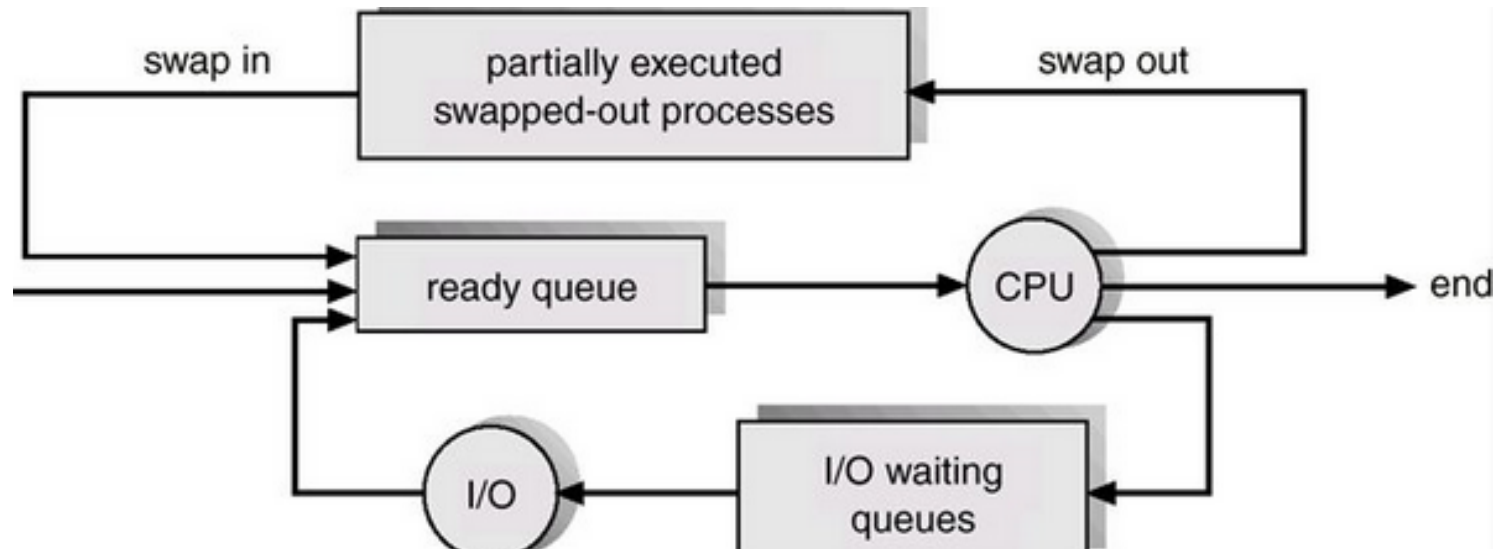 swap in
partially executed
swapped-out processes
swap out
ready queue
CPU
end
I/O
I/O waiting
queues